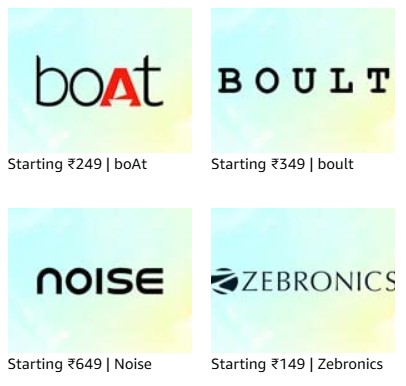 boAt
BOULT
Starting ₹249 | boAt
Starting ₹349 | boult
noise
ZEBRONICS
Starting ₹649 | Noise
Starting ₹149 | Zebronics